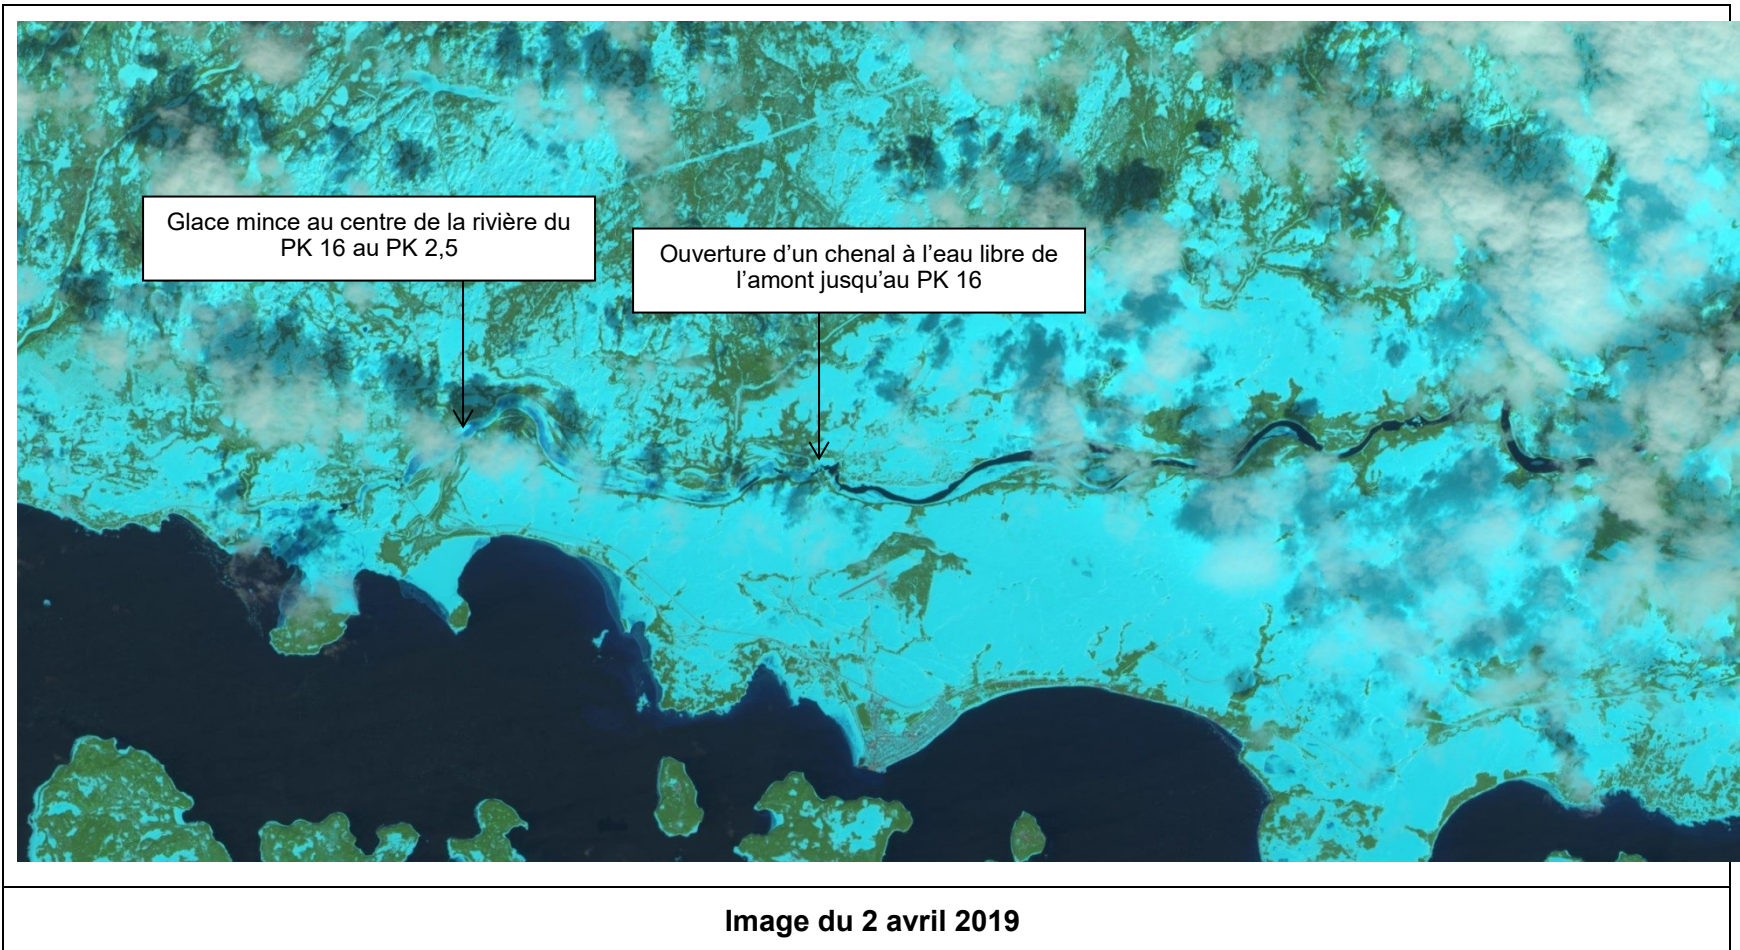 Glace mince au centre de la rivière du
PK 16 au PK 2,5
Ouverture d’un chenal à l’eau libre de
l’amont jusqu’au PK 16
Image du 2 avril 2019